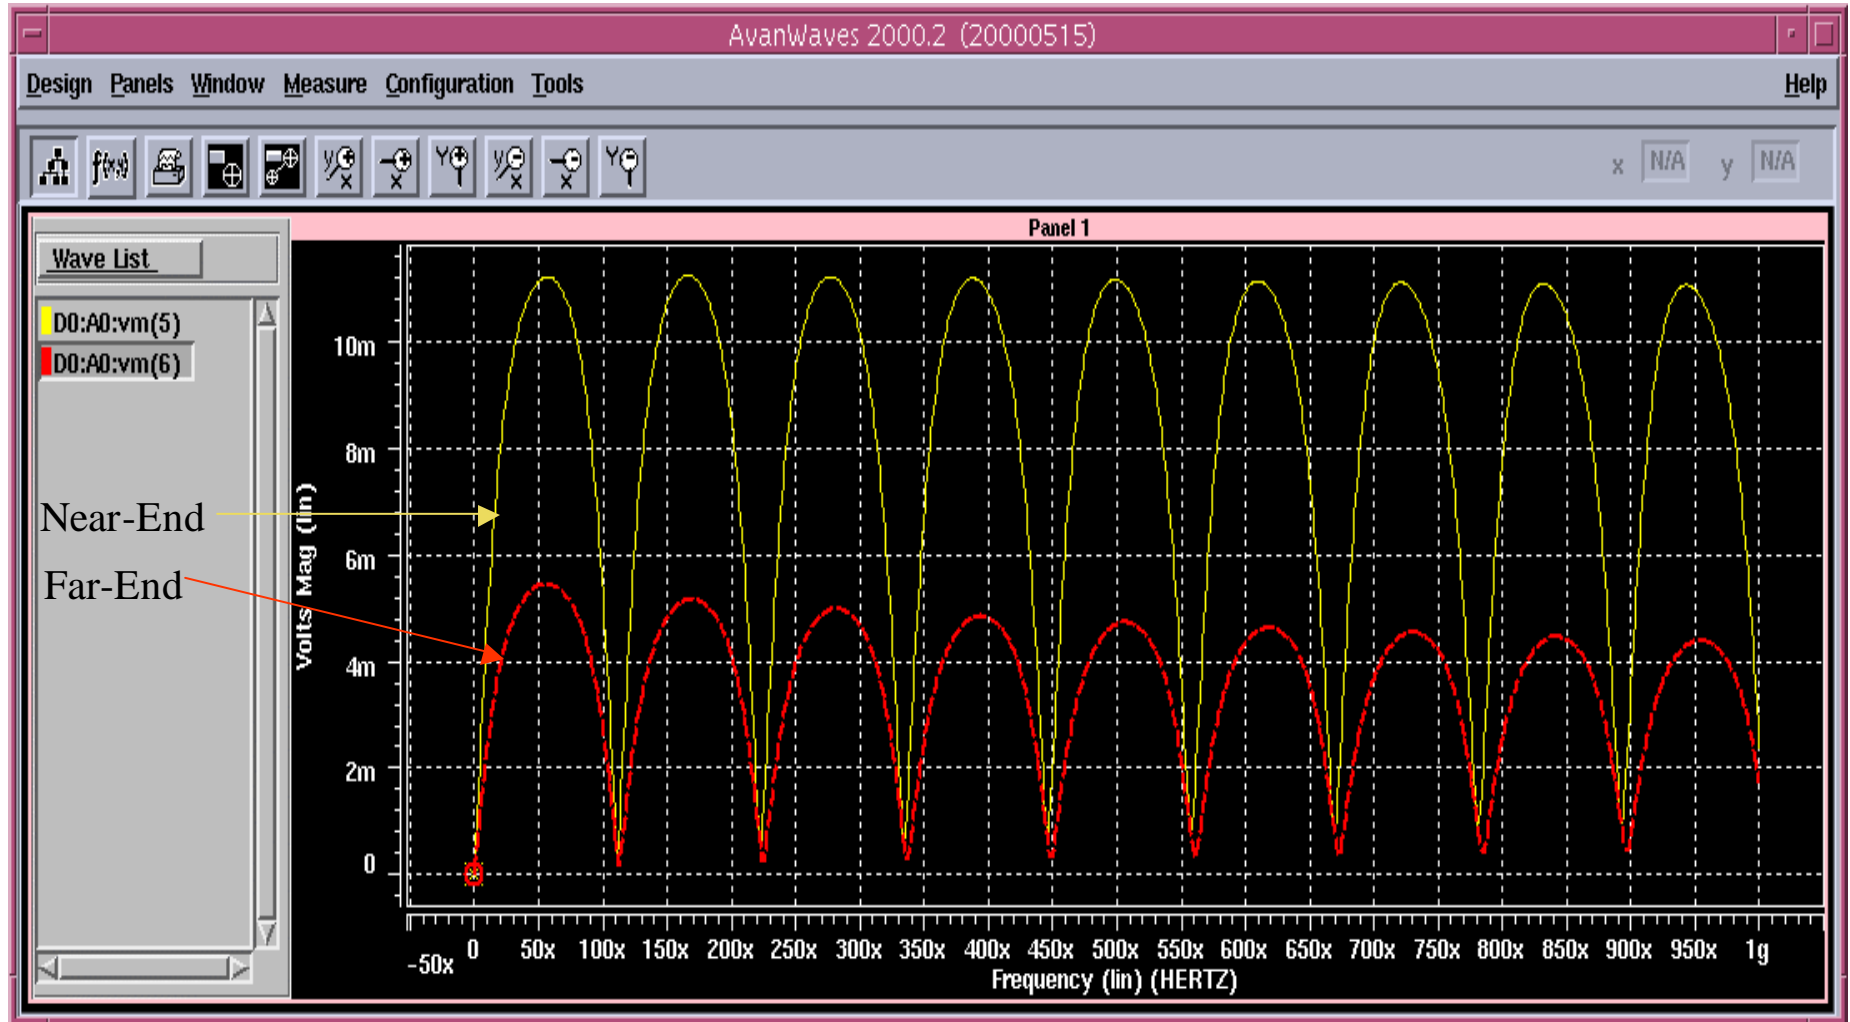 AvanWaves 2000.2 (20000515)
Design Panels Window Measure Configuration Tools Help
f(x,y) y x x Y y x x Y x N/A y N/A
Panel 1
Wave List
D0:A0:vm(5)
D0:A0:vm(6)
Near-End
Far-End
Volts Mag (lin)
10m
8m
6m
4m
2m
0
-50x 0 50x 100x 150x 200x 250x 300x 350x 400x 450x 500x 550x 600x 650x 700x 750x 800x 850x 900x 950x 1g
Frequency (lin) (HERTZ)